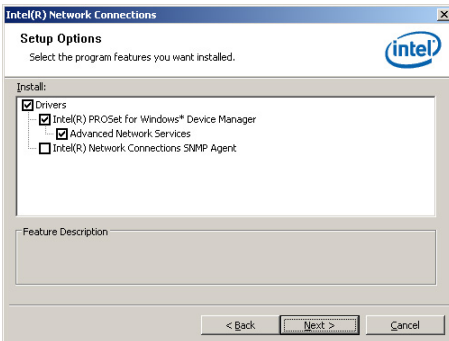 Intel(R) Network Connections
Setup Options
Select the program features you want installed.
intel
Install:
Drivers
Intel(R) PROSet for Windows* Device Manager
Advanced Network Services
Intel(R) Network Connections SNMP Agent
Feature Description
< Back
Next >
Cancel